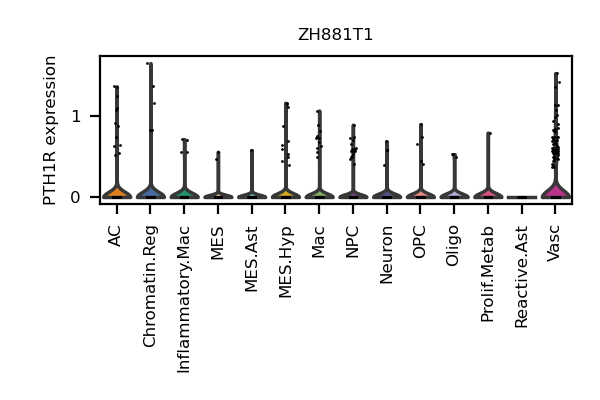 ZH881T1
PTH1R expression
1
0
AC
Chromatin.Reg
Inflammatory.Mac
MES
MES.Ast
MES.Hyp
Mac
NPC
Neuron
OPC
Oligo
Prolif.Metab
Reactive.Ast
Vasc